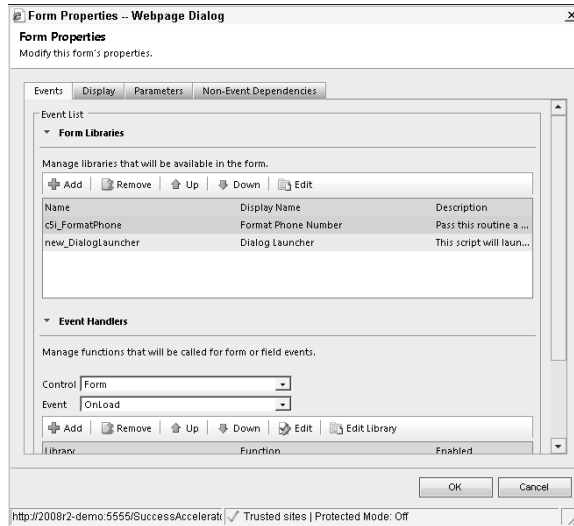 Form Properties -- Webpage Dialog
Form Properties
Modify this form's properties.
Events Display Parameters Non-Event Dependencies
Event List
Form Libraries
Manage libraries that will be available in the form.
Add Remove Up Down Edit
Name Display Name Description
c5i_FormatPhone Format Phone Number Pass this routine a ...
new_DialogLauncher Dialog Launcher This script will laun...
Event Handlers
Manage functions that will be called for form or field events.
Control Form
Event OnLoad
Add Remove Up Down Edit Edit Library
Library Function Enabled
OK Cancel
http://2008r2-demo:5555/SuccessAccelerat Trusted sites | Protected Mode: Off